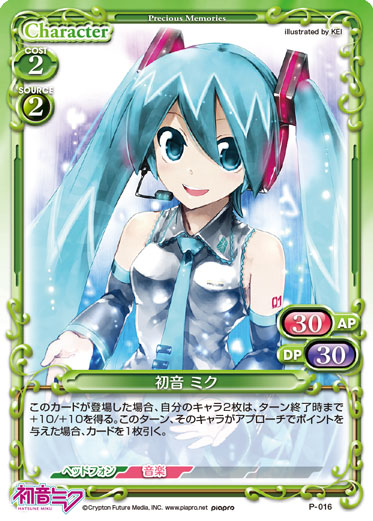 Precious Memories
Character
illustrated by KEI
COST
2
SOURCE
2
01
30 AP
DP 30
初音 ミク
このカードが登場した場合、自分のキャラ2枚は、ターン終了時まで
+10/+10を得る。このターン、そのキャラがアプローチでポイントを
与えた場合、カードを1枚引く。
ヘッドフォン 音楽
初音ミク
HATSUNE MIKU
©Crypton Future Media, INC. www.piapro.net piapro
P-016